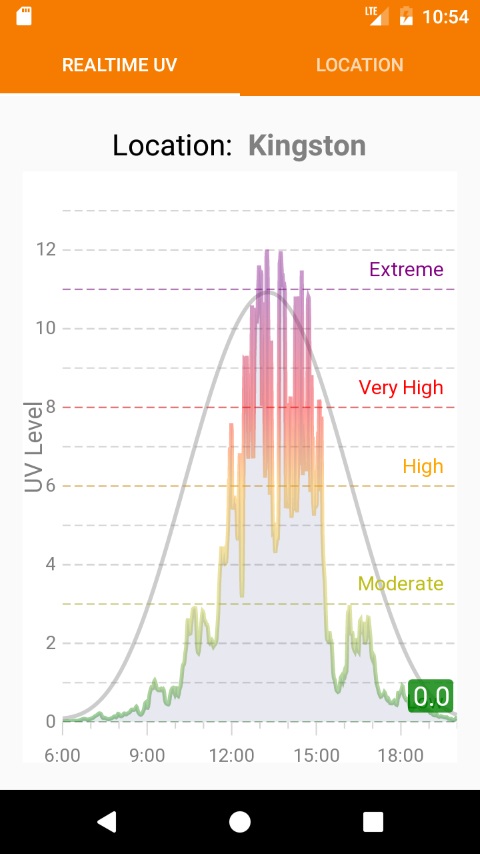 LTE 10:54
REALTIME UV LOCATION
Location: Kingston
12
Extreme
10
Very High
8
UV Level
High
6
4
Moderate
2
0.0
0
6:00 9:00 12:00 15:00 18:00